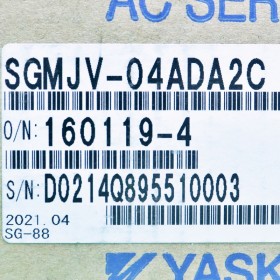 AC SER
SGMJV-04ADA2C
O/N: 160119-4
S/N: D0214Q895510003
2021.04
SG-88
YASK